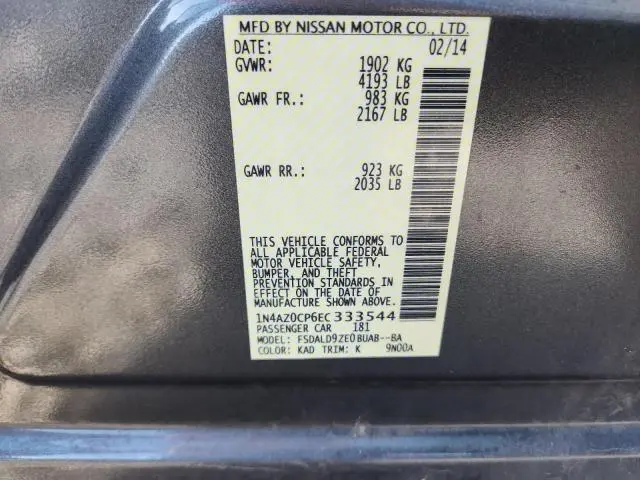 MFD BY NISSAN MOTOR CO., LTD.
DATE: 02/14
GVWR: 1902 KG
4193 LB
GAWR FR.: 983 KG
2167 LB
GAWR RR.: 923 KG
2035 LB
THIS VEHICLE CONFORMS TO
ALL APPLICABLE FEDERAL
MOTOR VEHICLE SAFETY,
BUMPER, AND THEFT
PREVENTION STANDARDS IN
EFFECT ON THE DATE OF
MANUFACTURE SHOWN ABOVE.
1N4AZ0CP6EC333544
PASSENGER CAR 181
MODEL: FSDALD9ZE0BUAB--BA
COLOR: KAD TRIM: K 9N00A